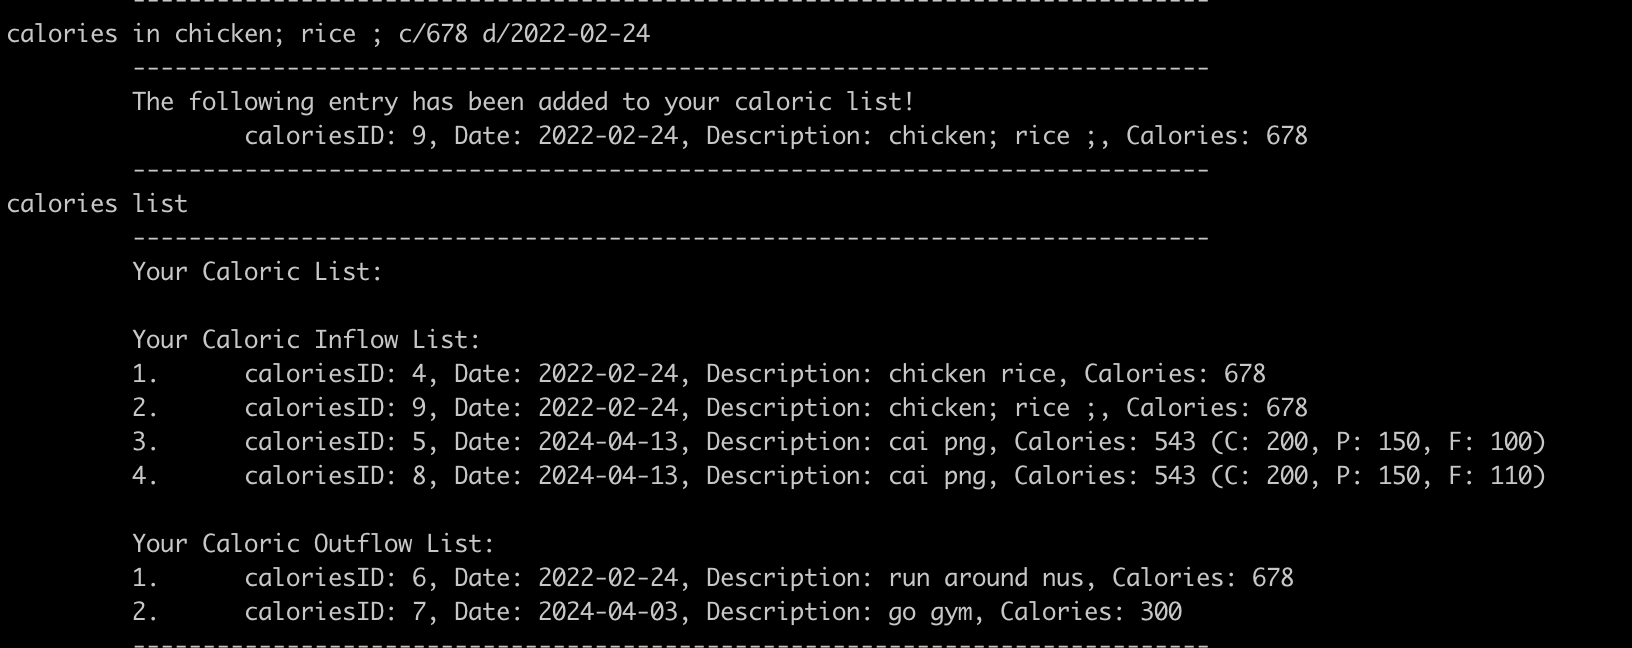 -----------------------------------------------------------------------------
calories in chicken; rice ; c/678 d/2022-02-24
-----------------------------------------------------------------------------
The following entry has been added to your caloric list!
caloriesID: 9, Date: 2022-02-24, Description: chicken; rice ;, Calories: 678
-----------------------------------------------------------------------------
calories list
-----------------------------------------------------------------------------
Your Caloric List:
Your Caloric Inflow List:
1. caloriesID: 4, Date: 2022-02-24, Description: chicken rice, Calories: 678
2. caloriesID: 9, Date: 2022-02-24, Description: chicken; rice ;, Calories: 678
3. caloriesID: 5, Date: 2024-04-13, Description: cai png, Calories: 543 (C: 200, P: 150, F: 100)
4. caloriesID: 8, Date: 2024-04-13, Description: cai png, Calories: 543 (C: 200, P: 150, F: 110)
Your Caloric Outflow List:
1. caloriesID: 6, Date: 2022-02-24, Description: run around nus, Calories: 678
2. caloriesID: 7, Date: 2024-04-03, Description: go gym, Calories: 300
-----------------------------------------------------------------------------